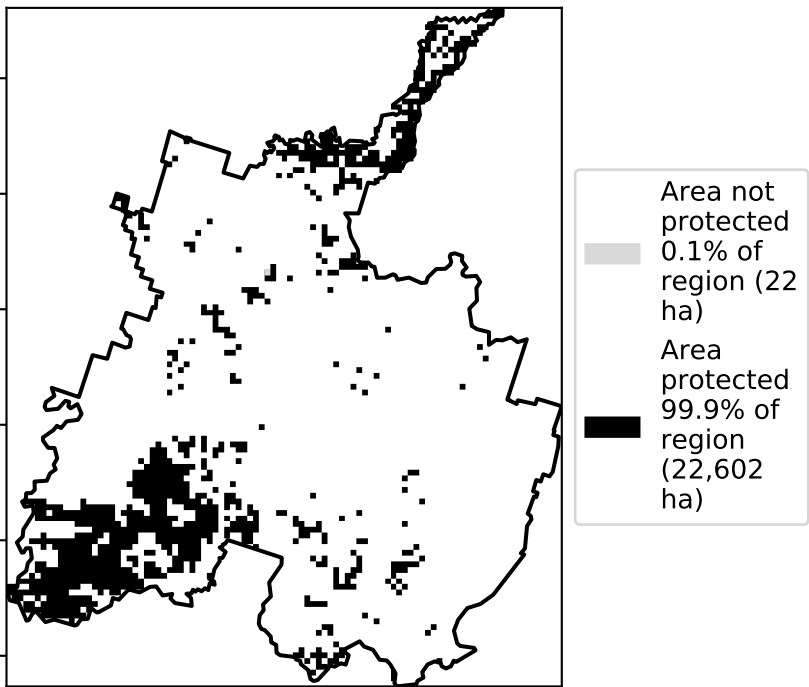 Area not
protected
0.1% of
region (22
ha)
Area
protected
99.9% of
region
(22,602
ha)